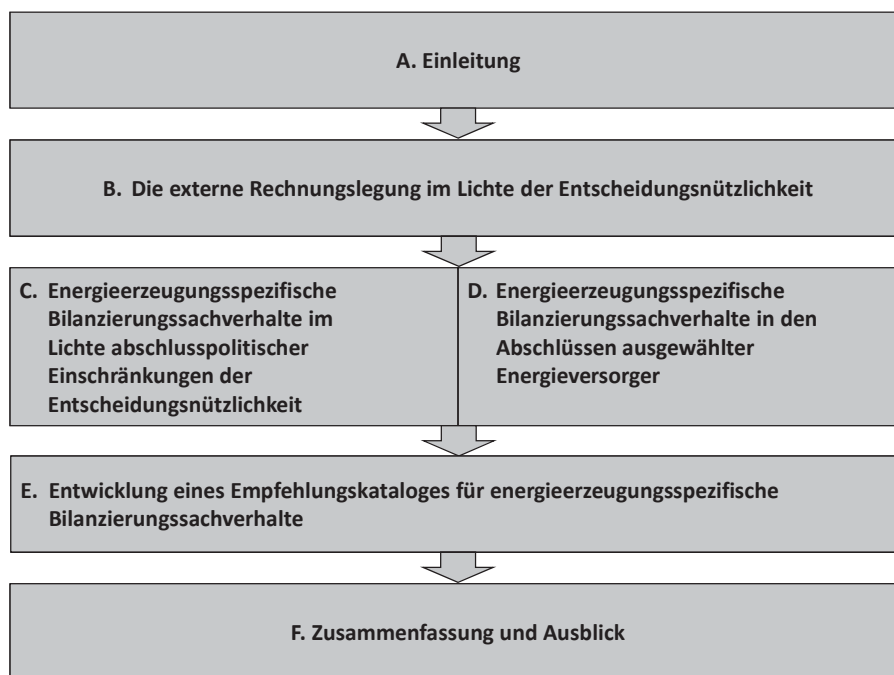 A. Einleitung
B. Die externe Rechnungslegung im Lichte der Entscheidungsnützlichkeit
C. Energieerzeugungsspezifische
Bilanzierungssachverhalte im
Lichte abschlusspolitischer
Einschränkungen der
Entscheidungsnützlichkeit
D. Energieerzeugungsspezifische
Bilanzierungssachverhalte in den
Abschlüssen ausgewählter
Energieversorger
E. Entwicklung eines Empfehlungskataloges für energieerzeugungsspezifische
Bilanzierungssachverhalte
F. Zusammenfassung und Ausblick